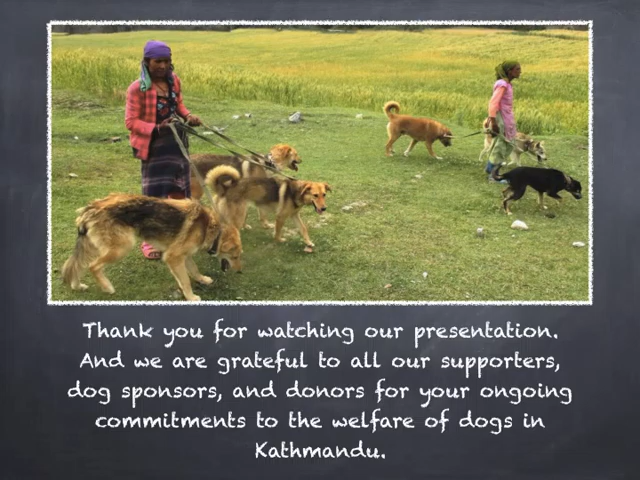 Thank you for watching our presentation.
And we are grateful to all our supporters,
dog sponsors, and donors for your ongoing
commitments to the welfare of dogs in
Kathmandu.